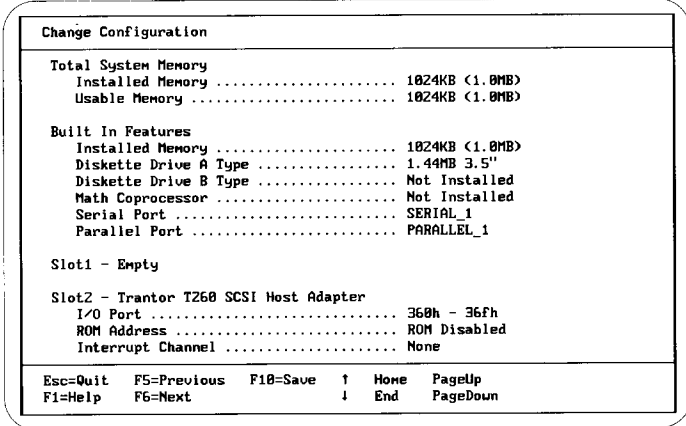 Change Configuration
Total System Memory
Installed Memory ...................... 1024KB (1.0MB)
Usable Memory ......................... 1024KB (1.0MB)
Built In Features
Installed Memory ...................... 1024KB (1.0MB)
Diskette Drive A Type ................. 1.44MB 3.5"
Diskette Drive B Type ................. Not Installed
Math Coprocessor ...................... Not Installed
Serial Port ........................... SERIAL_1
Parallel Port ......................... PARALLEL_1
Slot1 - Empty
Slot2 - Trantor T260 SCSI Host Adapter
I/O Port .............................. 360h - 36fh
ROM Address ........................... ROM Disabled
Interrupt Channel ..................... None
Esc=Quit F5=Previous F10=Save ↑ Home PageUp
F1=Help F6=Next ↓ End PageDown